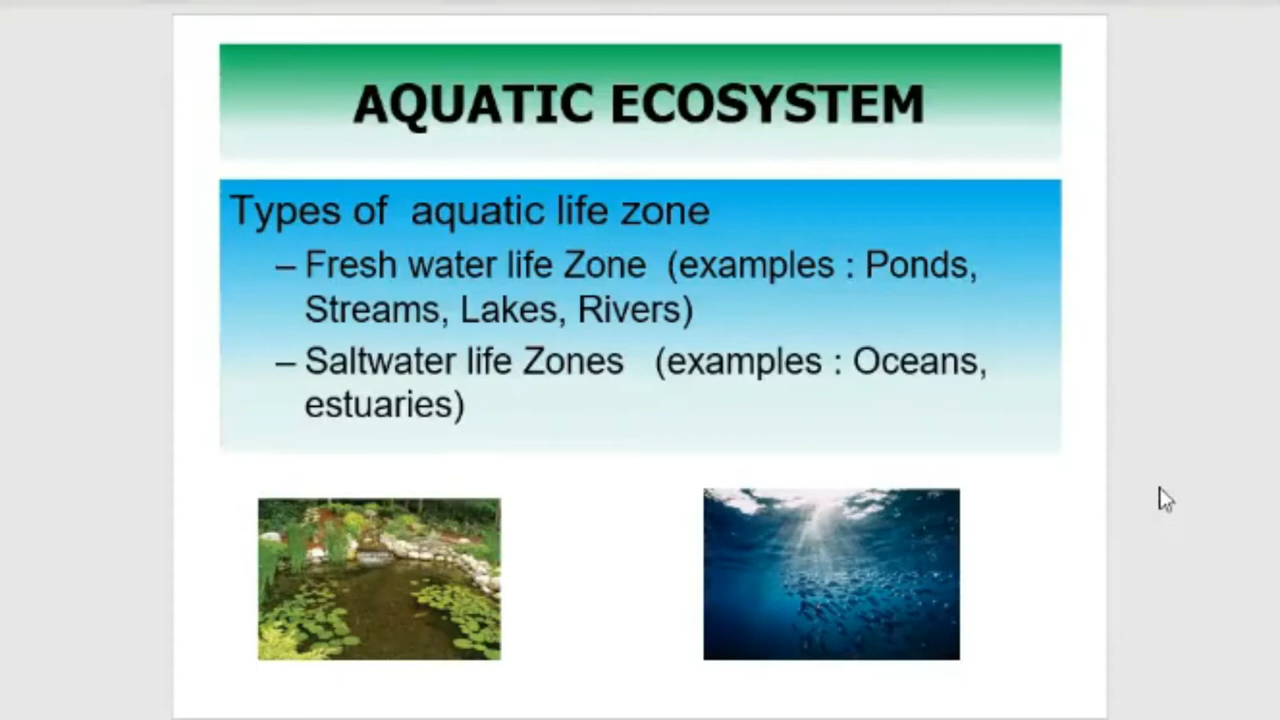 AQUATIC ECOSYSTEM
Types of  aquatic life zone
– Fresh water life Zone  (examples : Ponds,
Streams, Lakes, Rivers)
– Saltwater life Zones   (examples : Oceans,
estuaries)